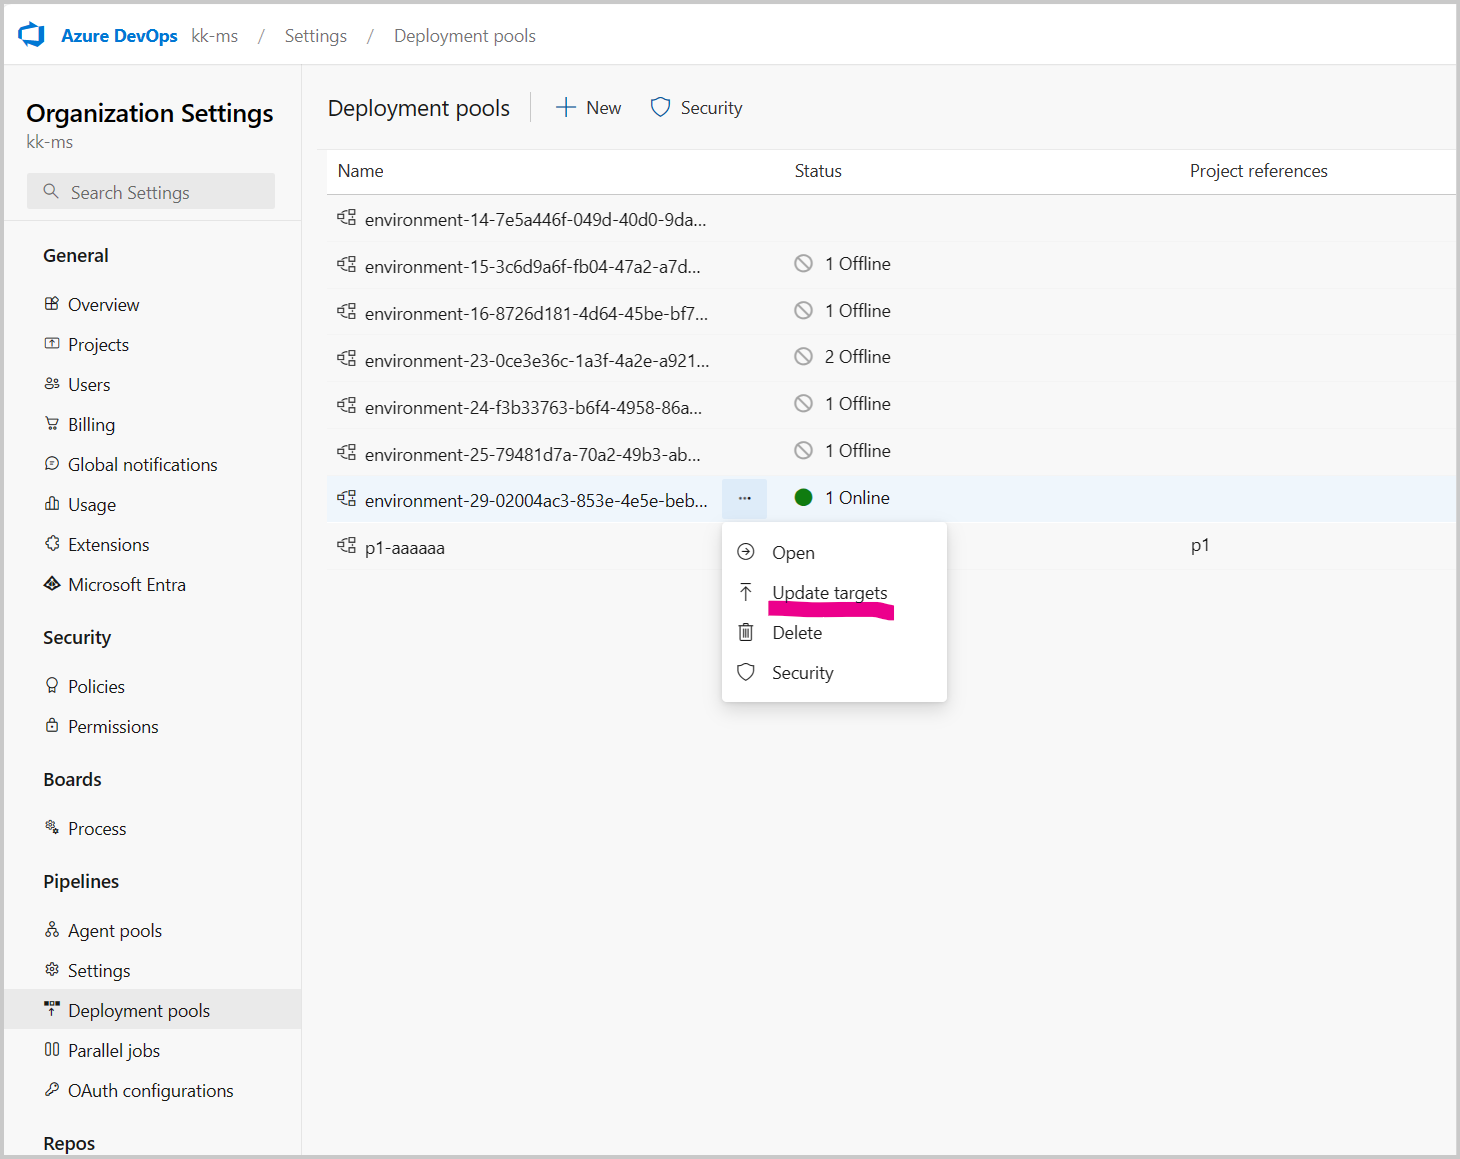 Azure DevOps kk-ms / Settings / Deployment pools
Organization Settings
kk-ms
Search Settings
General
Overview
Projects
Users
Billing
Global notifications
Usage
Extensions
Microsoft Entra
Security
Policies
Permissions
Boards
Process
Pipelines
Agent pools
Settings
Deployment pools
Parallel jobs
OAuth configurations
Repos
Deployment pools New Security
Name Status Project references
environment-14-7e5a446f-049d-40d0-9da...
environment-15-3c6d9a6f-fb04-47a2-a7d... 1 Offline
environment-16-8726d181-4d64-45be-bf7... 1 Offline
environment-23-0ce3e36c-1a3f-4a2e-a921... 2 Offline
environment-24-f3b33763-b6f4-4958-86a... 1 Offline
environment-25-79481d7a-70a2-49b3-ab... 1 Offline
environment-29-02004ac3-853e-4e5e-beb... ... 1 Online
p1-aaaaaa p1
Open
Update targets
Delete
Security